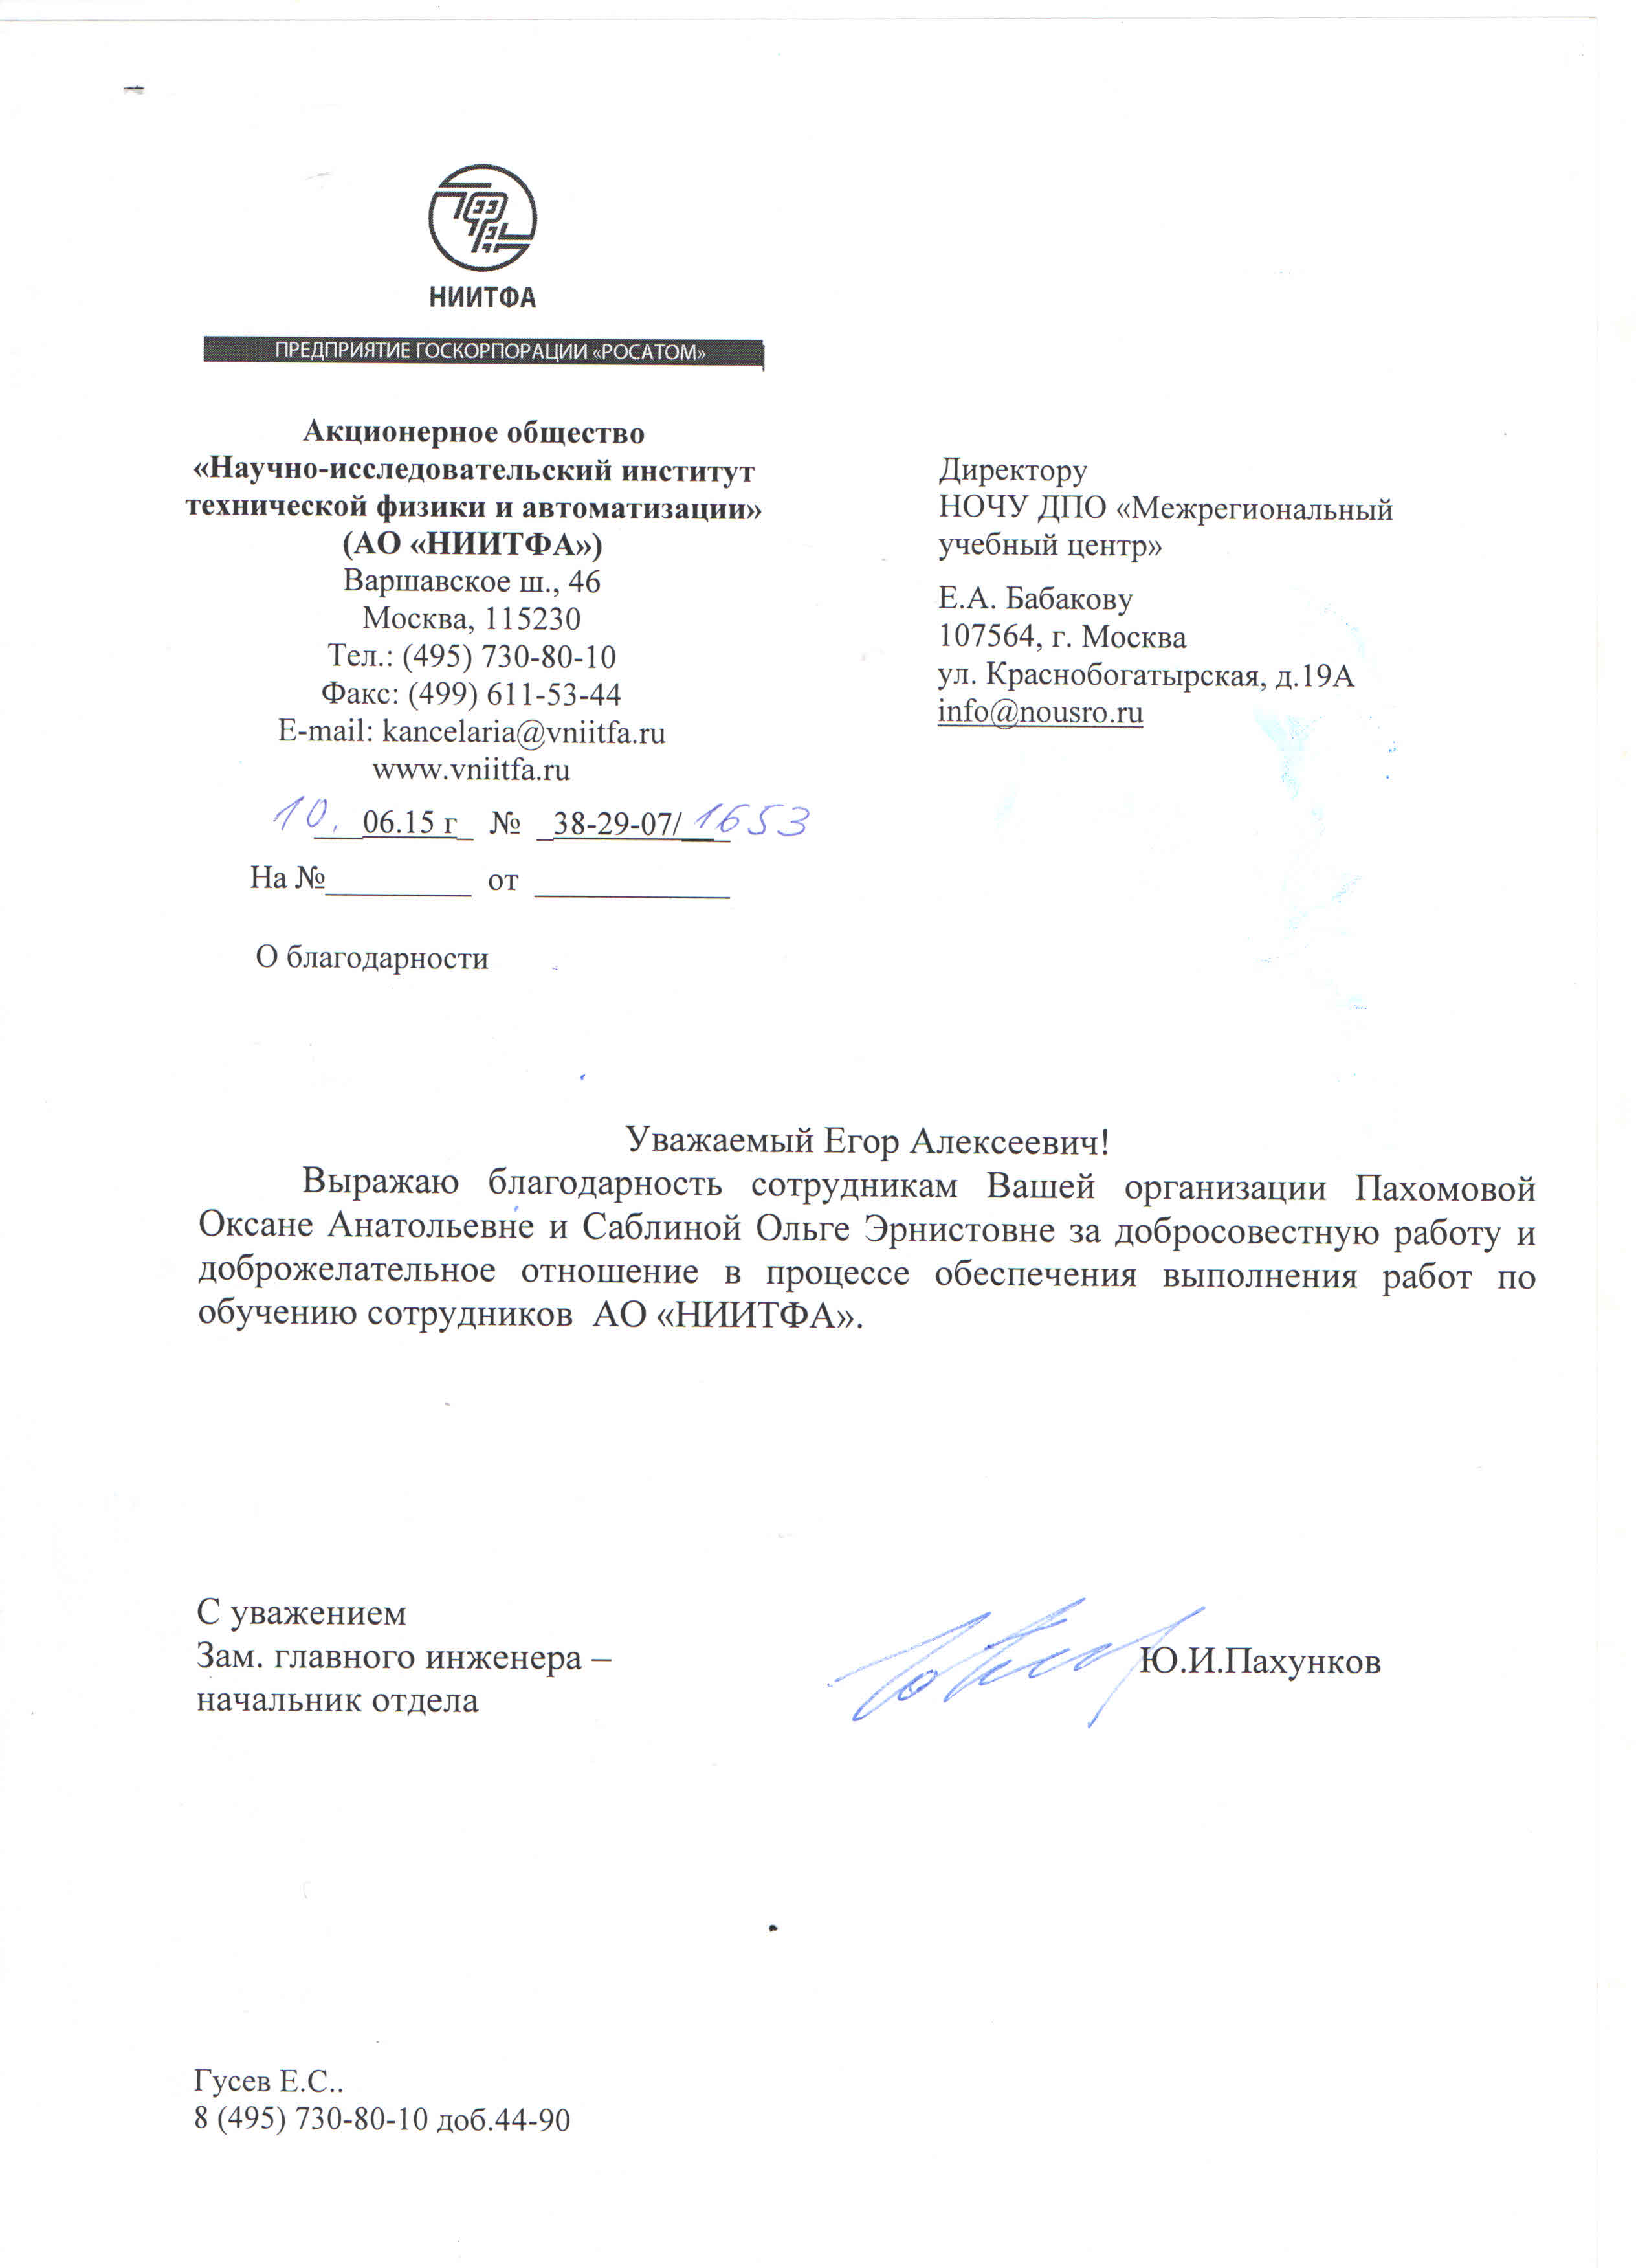 НИИТФА
ПРЕДПРИЯТИЕ ГОСКОРПОРАЦИИ «РОСАТОМ»
Акционерное общество
«Научно-исследовательский институт
технической физики и автоматизации»
(АО «НИИТФА»)
Варшавское ш., 46
Москва, 115230
Тел.: (495) 730-80-10
Факс: (499) 611-53-44
E-mail: kancelaria@vniitfa.ru
www.vniitfa.ru
10. 06.15 г № 38-29-07/ 1653
На №_________ от ____________
О благодарности
Директору
НОЧУ ДПО «Межрегиональный
учебный центр»
Е.А. Бабакову
107564, г. Москва
ул. Краснобогатырская, д.19А
info@nousro.ru
Уважаемый Егор Алексеевич!
Выражаю благодарность сотрудникам Вашей организации Пахомовой
Оксане Анатольевне и Саблиной Ольге Эрнистовне за добросовестную работу и
доброжелательное отношение в процессе обеспечения выполнения работ по
обучению сотрудников АО «НИИТФА».
С уважением
Зам. главного инженера –
начальник отдела
Ю.И.Пахунков
Гусев Е.С..
8 (495) 730-80-10 доб.44-90